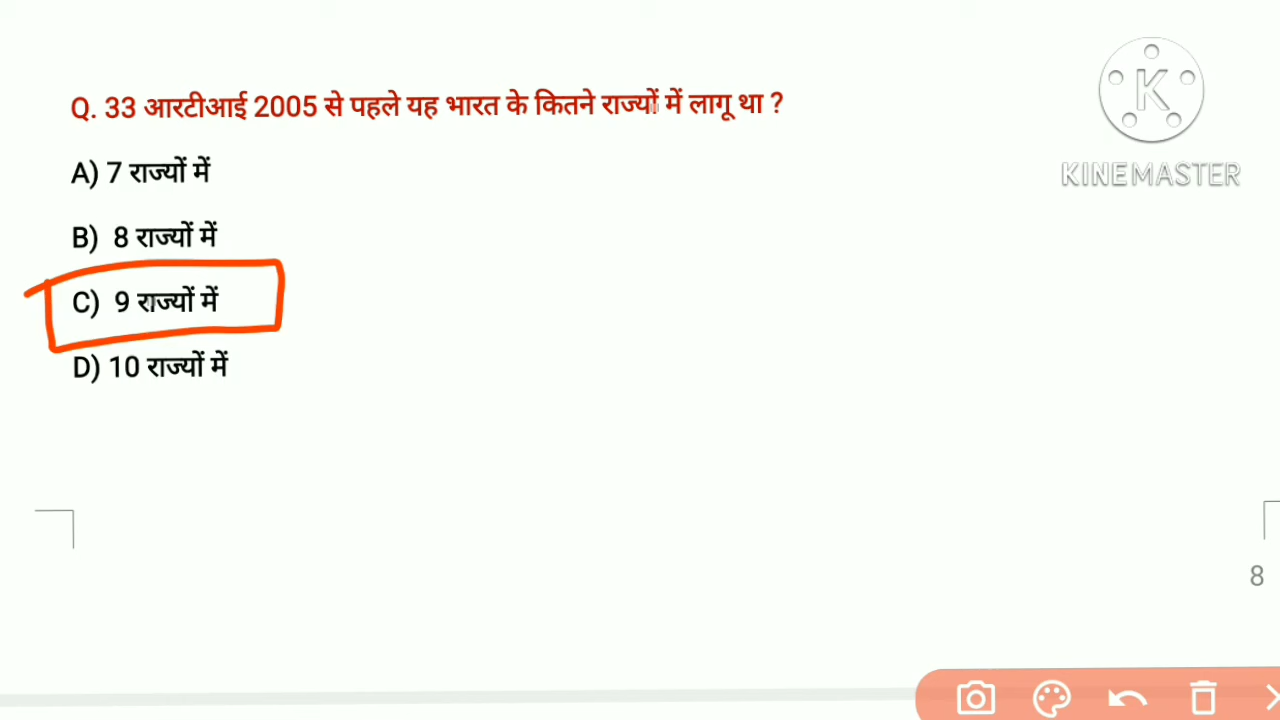 Q. 33 आरटीआई 2005 से पहले यह भारत के कितने राज्यों में लागू था ?
A) 7 राज्यों में
B) 8 राज्यों में
C) 9 राज्यों में
D) 10 राज्यों में
K
KINEMASTER
8